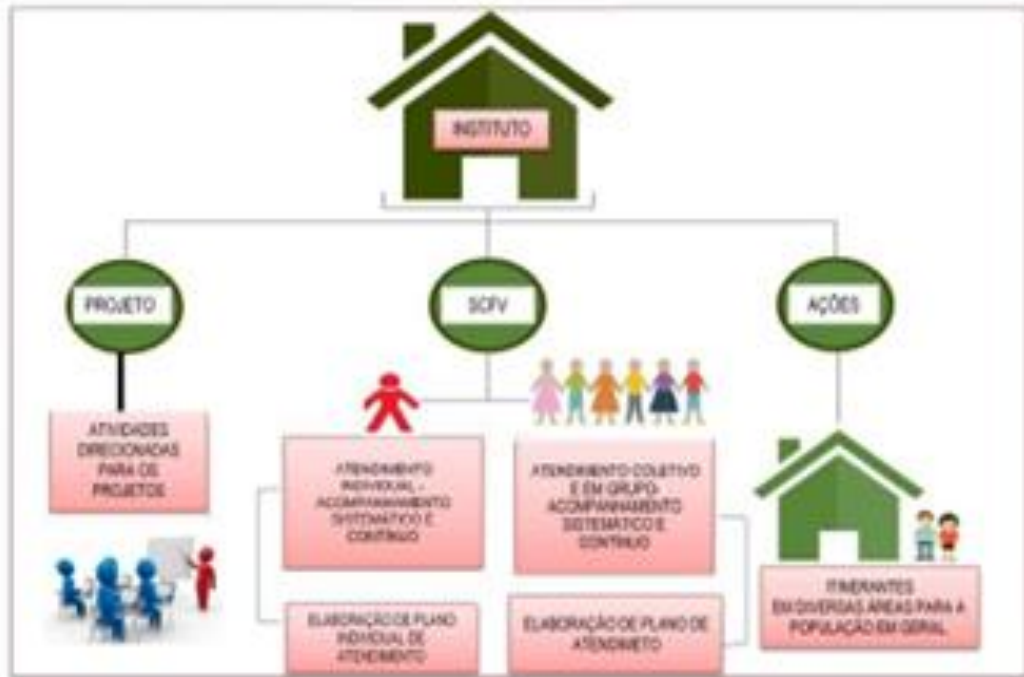 INSTITUTO
PROJETO
SCFV
AÇÕES
ATIVIDADES
DIRECIONADAS
PARA OS
PROJETOS
ATENDIMENTO
INDIVIDUAL -
ACOMPANHAMENTO
SISTEMÁTICO E
CONTÍNUO
ATENDIMENTO COLETIVO
E EM GRUPO-
ACOMPANHAMENTO
SISTEMÁTICO E
CONTÍNUO
ELABORAÇÃO DE PLANO
INDIVIDUAL DE
ATENDIMENTO
ELABORAÇÃO DE PLANO DE
ATENDIMETO
ITINERANTES
EM DIVERSAS ÁREAS PARA A
POPULAÇÃO EM GERAL